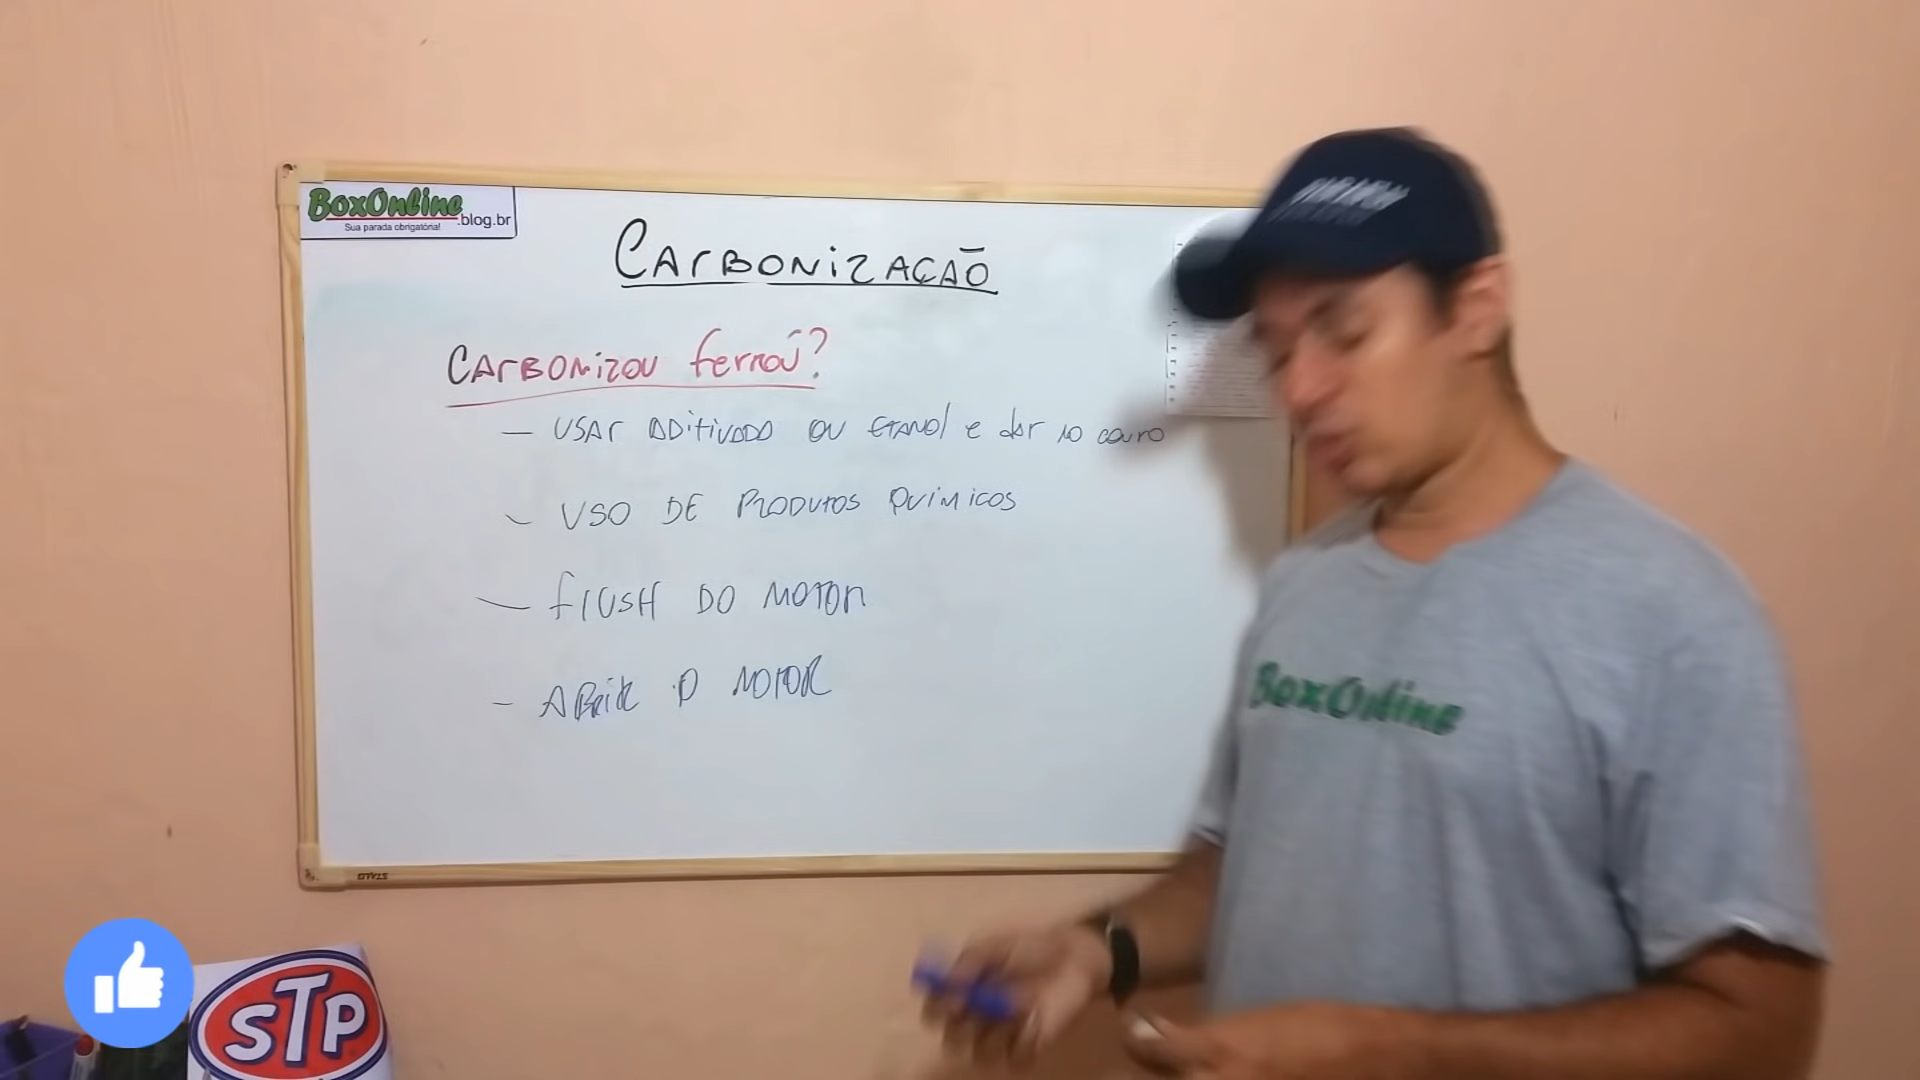 BoxOnline.blog.br
Sua parada obrigatória!
CArBONiZAÇÃO
CArBONizou ferrou?
— USAr ADitivADO OU EtANOl e dAr no couro
- USO DE PRODUtOS QUíMiCOS
— flUSH DO MOTOR
- ABRiR O MOTOR
STALO
BoxOnline
STP